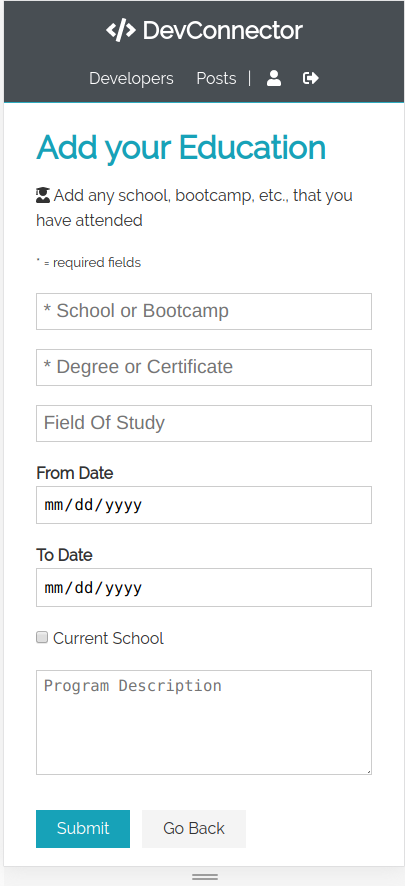 </> DevConnector
Developers Posts |
Add your Education
Add any school, bootcamp, etc., that you
have attended
* = required fields
* School or Bootcamp
* Degree or Certificate
Field Of Study
From Date
mm/dd/yyyy
To Date
mm/dd/yyyy
Current School
Program Description
Submit Go Back